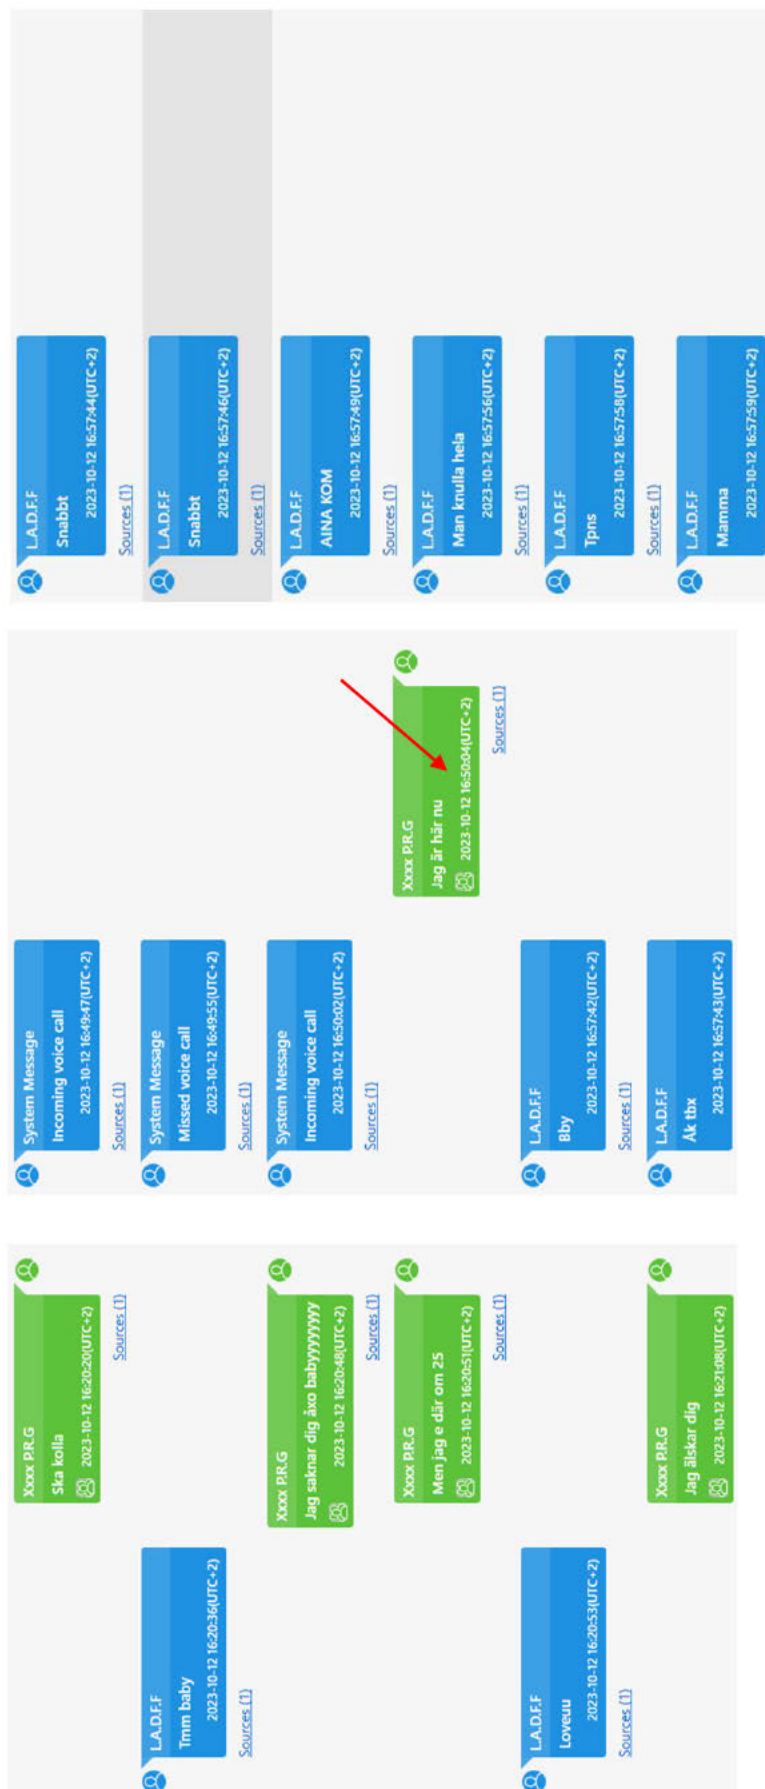 Xxxx P.R.G
Ska kolla
2023-10-12 16:20:20(UTC+2)
Sources (1)
L.A.D.F.F
Tmm baby
2023-10-12 16:20:36(UTC+2)
Sources (1)
Xxxx P.R.G
Jag saknar dig åxo babyyyyyyyy
2023-10-12 16:20:48(UTC+2)
Sources (1)
Xxxx P.R.G
Men jag e där om 25
2023-10-12 16:20:51(UTC+2)
Sources (1)
L.A.D.F.F
Loveuu
2023-10-12 16:20:53(UTC+2)
Sources (1)
Xxxx P.R.G
Jag älskar dig
2023-10-12 16:21:08(UTC+2)
System Message
Incoming voice call
2023-10-12 16:49:47(UTC+2)
Sources (1)
System Message
Missed voice call
2023-10-12 16:49:55(UTC+2)
Sources (1)
System Message
Incoming voice call
2023-10-12 16:50:02(UTC+2)
Sources (1)
Xxxx P.R.G
Jag är här nu
2023-10-12 16:50:04(UTC+2)
Sources (1)
L.A.D.F.F
Bby
2023-10-12 16:57:42(UTC+2)
Sources (1)
L.A.D.F.F
Åk tbx
2023-10-12 16:57:43(UTC+2)
L.A.D.F.F
Snabbt
2023-10-12 16:57:44(UTC+2)
Sources (1)
L.A.D.F.F
Snabbt
2023-10-12 16:57:46(UTC+2)
Sources (1)
L.A.D.F.F
AINA KOM
2023-10-12 16:57:49(UTC+2)
Sources (1)
L.A.D.F.F
Man knulla hela
2023-10-12 16:57:56(UTC+2)
Sources (1)
L.A.D.F.F
Tpns
2023-10-12 16:57:58(UTC+2)
Sources (1)
L.A.D.F.F
Mamma
2023-10-12 16:57:59(UTC+2)